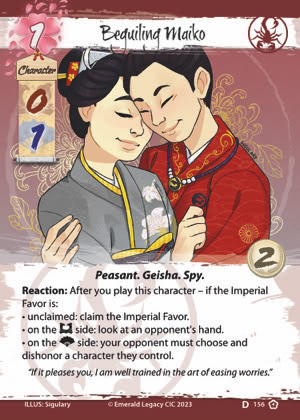 Beguiling Maiko
1
Character
0
1
2
Peasant. Geisha. Spy.
Reaction: After you play this character – if the Imperial
Favor is:
• unclaimed: claim the Imperial Favor.
• on the side: look at an opponent's hand.
• on the side: your opponent must choose and
dishonor a character they control.
"If it pleases you, I am well trained in the art of easing worries."
ILLUS: Sigulary © Emerald Legacy CIC 2023 D 156